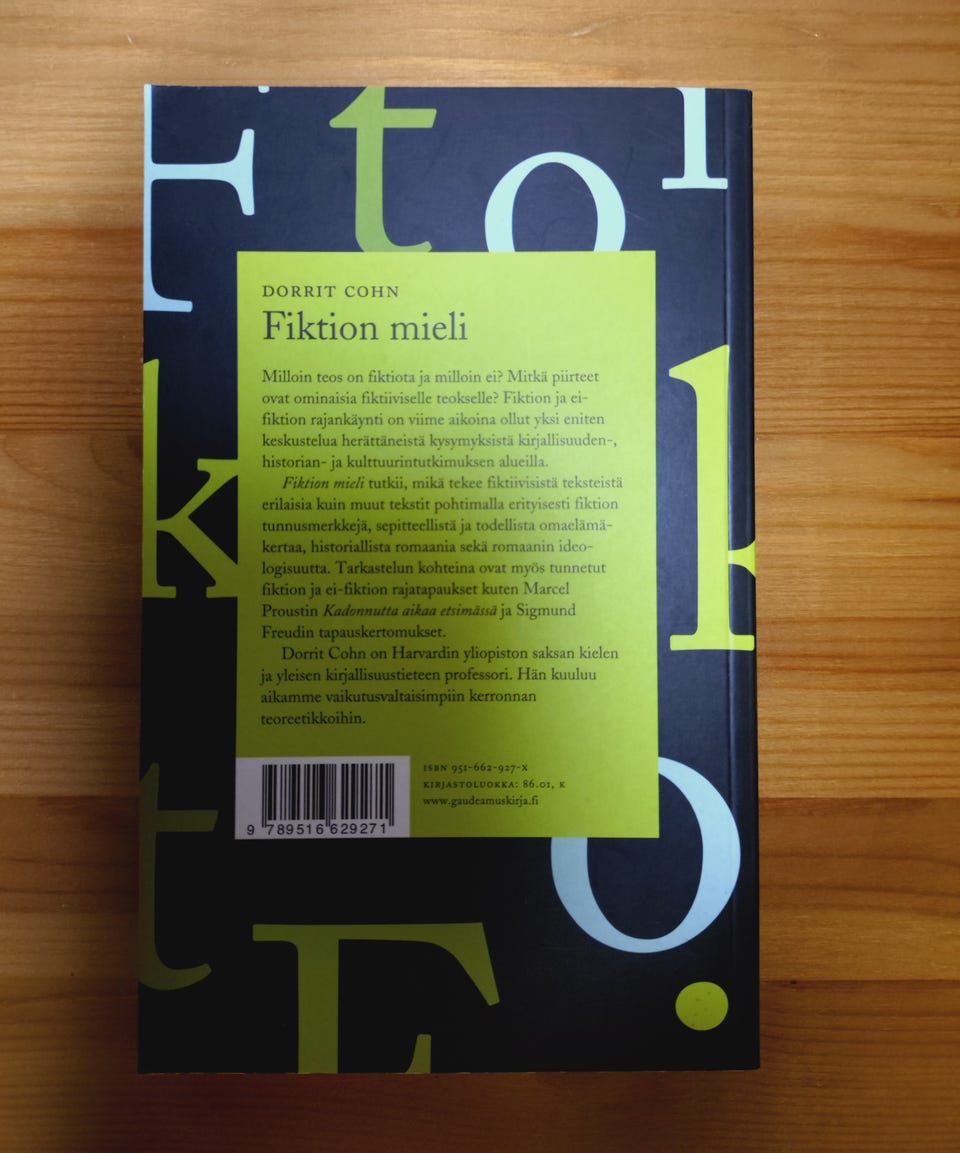 F t o l
DORRIT COHN
Fiktion mieli
Milloin teos on fiktiota ja milloin ei? Mitkä piirteet
ovat ominaisia fiktiiviselle teokselle? Fiktion ja ei-
fiktion rajankäynti on viime aikoina ollut yksi eniten
keskustelua herättäneistä kysymyksistä kirjallisuuden-,
historian- ja kulttuurintutkimuksen alueilla.
Fiktion mieli tutkii, mikä tekee fiktiivisistä teksteistä
erilaisia kuin muut tekstit pohtimalla erityisesti fiktion
tunnusmerkkejä, sepitteellistä ja todellista omaelämä-
kertaa, historiallista romaania sekä romaanin ideo-
logisuutta. Tarkastelun kohteina ovat myös tunnetut
fiktion ja ei-fiktion rajatapaukset kuten Marcel
Proustin Kadonnutta aikaa etsimässä ja Sigmund
Freudin tapauskertomukset.
Dorrit Cohn on Harvardin yliopiston saksan kielen
ja yleisen kirjallisuustieteen professori. Hän kuuluu
aikamme vaikutusvaltaisimpiin kerronnan
teoreetikkoihin.
ISBN 951-662-927-X
KIRJASTOLUOKKA: 86.01, K
www.gaudeamuskirja.fi
9 789516 629271
k
t o
F